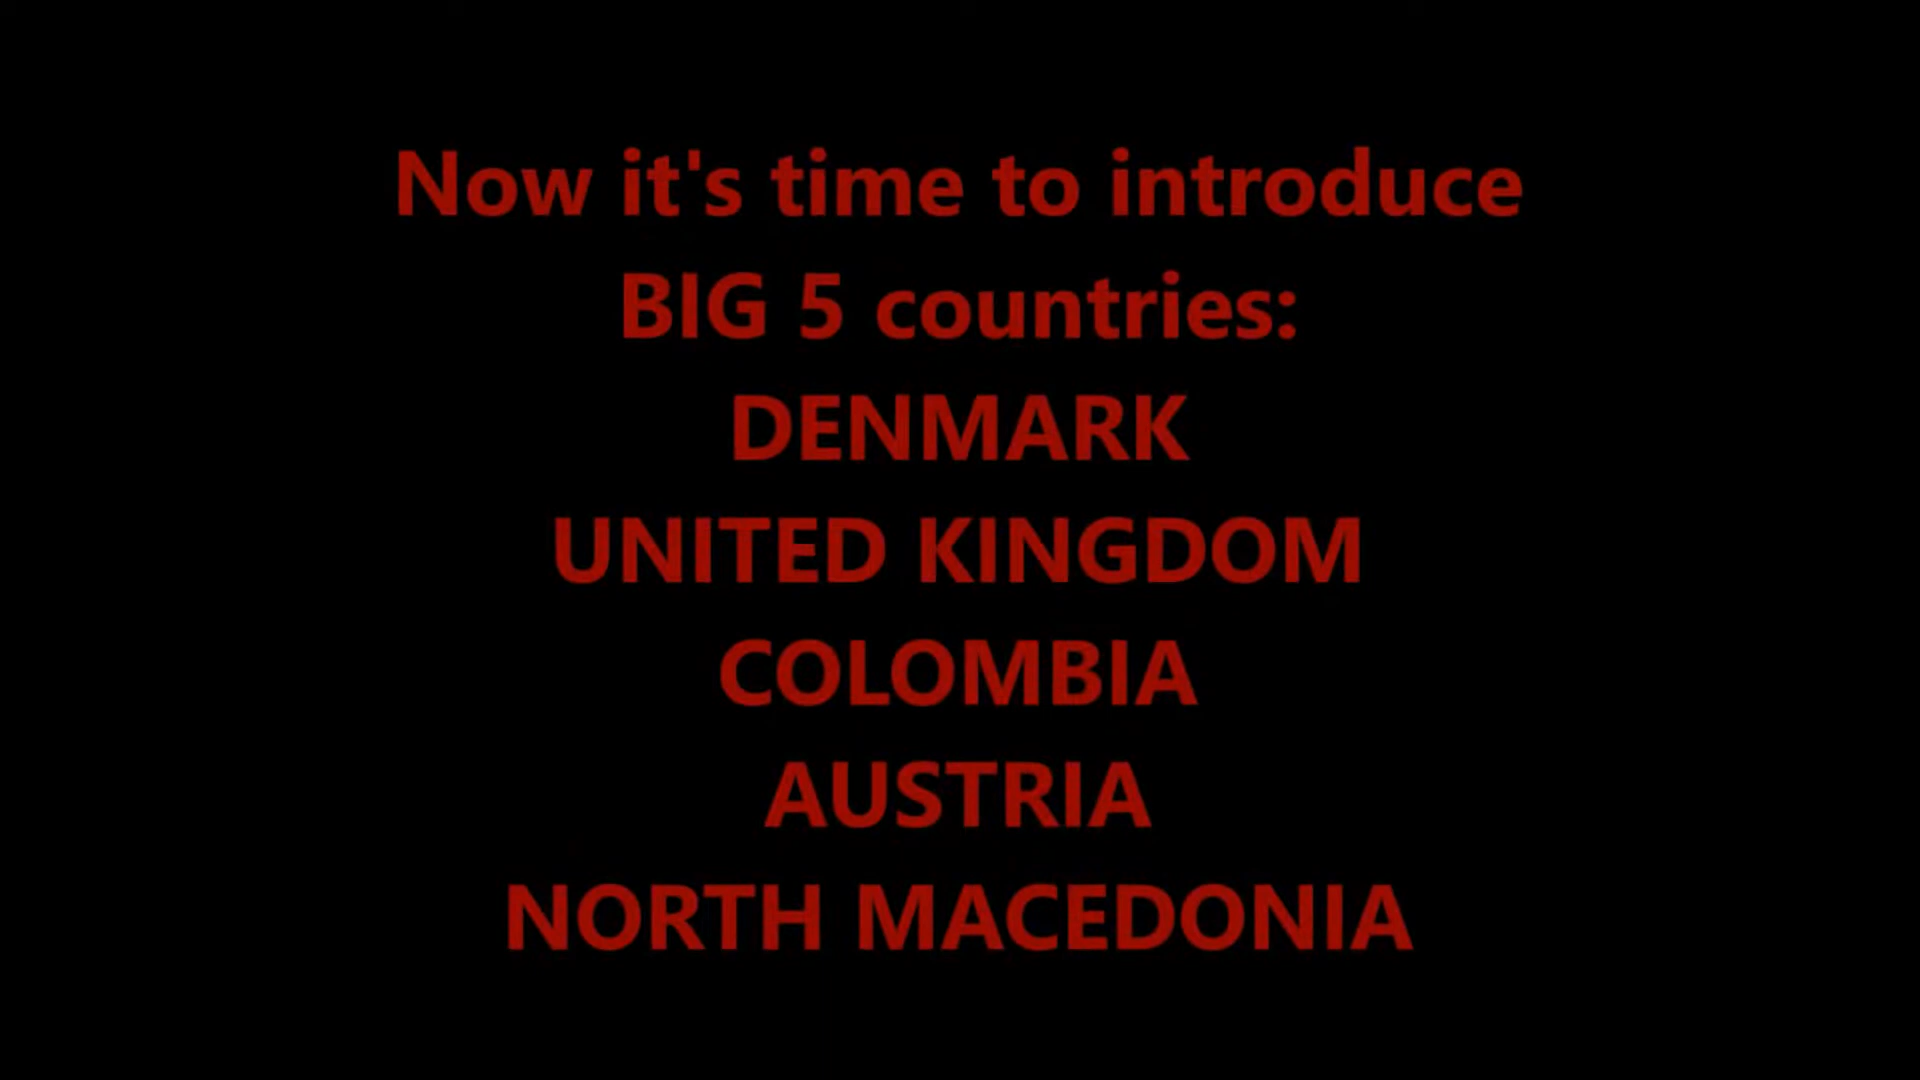 Now it's time to introduce
BIG 5 countries:
DENMARK
UNITED KINGDOM
COLOMBIA
AUSTRIA
NORTH MACEDONIA